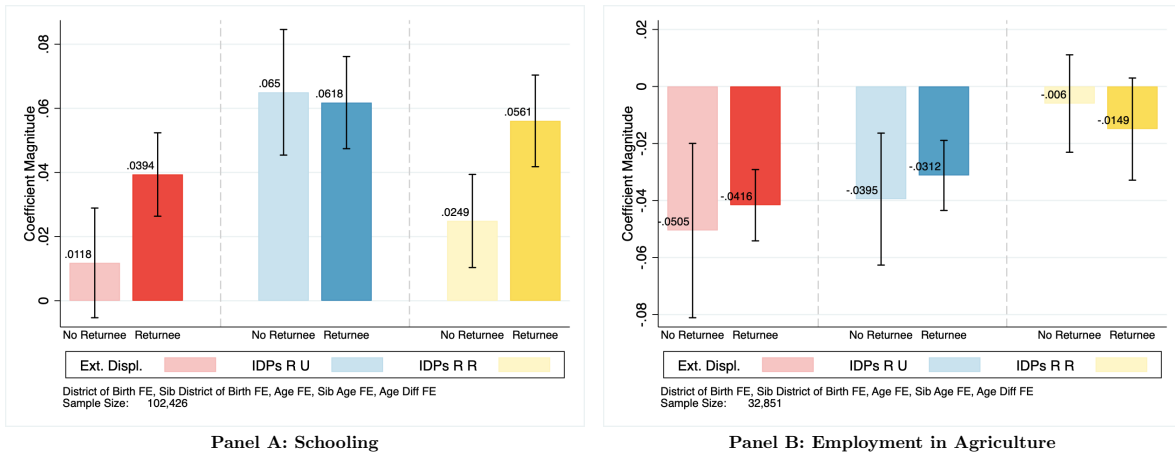 Coefficient Magnitude
.08
.06
.04
.02
0
.0118
.0394
.065
.0618
.0249
.0561
No Returnee Returnee No Returnee Returnee No Returnee Returnee
Ext. Displ. IDPs R U IDPs R R
District of Birth FE, Sib District of Birth FE, Age FE, Sib Age FE, Age Diff FE
Sample Size: 102,426
Panel A: Schooling
Coefficient Magnitude
.02
0
-.02
-.04
-.06
-.08
-.0505
-.0416
-.0395
-.0312
-.006
-.0149
No Returnee Returnee No Returnee Returnee No Returnee Returnee
Ext. Displ. IDPs R U IDPs R R
District of Birth FE, Sib District of Birth FE, Age FE, Sib Age FE, Age Diff FE
Sample Size: 32,851
Panel B: Employment in Agriculture